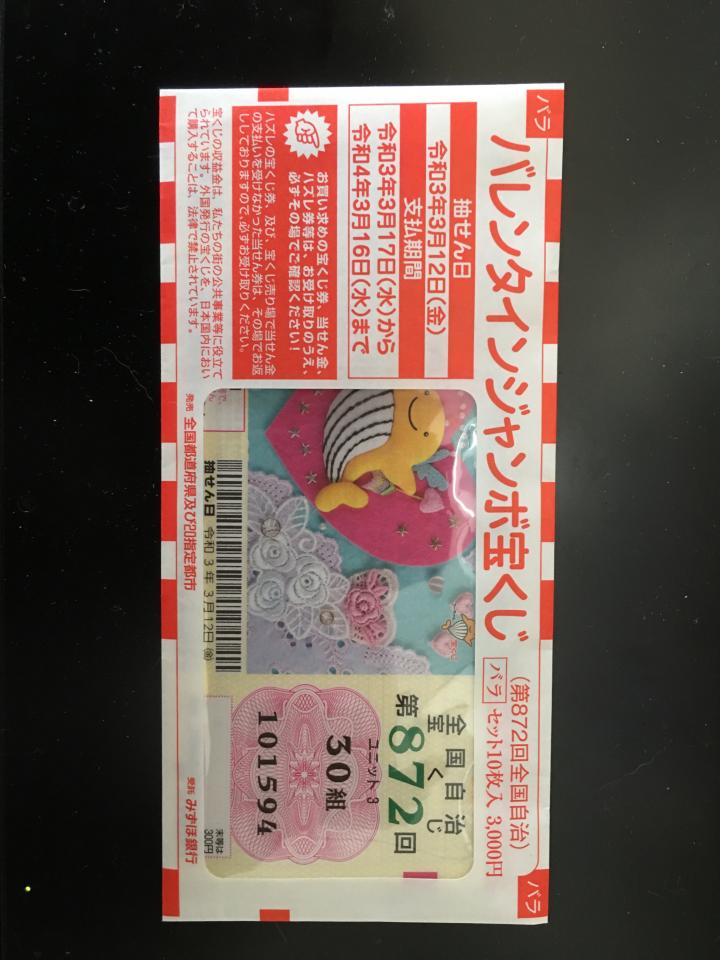 バラ
バラ
バレンタインジャンボ宝くじ
(第872回全国自治)
バラ セット10枚入 3,000円
抽せん日
令和3年3月12日(金)
支払期間
令和3年3月17日(水)から
令和4年3月16日(水)まで
お買い求めの宝くじ券、当せん金、
ハズレ券等は、お受け取りのうえ、
必ずその場でご確認ください!
ハズレの宝くじ券、及び、宝くじ売り場で当せん金
の支払いを受けなかった当せん券は、その場でお返
ししておりますので、必ずお受け取りください。
宝くじの収益金は、私たちの街の公共事業等に役立て
られています。外国発行の宝くじを、日本国内におい
て購入することは、法律で禁止されています。
発売 全国都道府県及び20指定都市
受託 みずほ銀行
全国自治
宝くじ
第872回
ユニット3
30組
101594
抽せん日 令和3年3月12日(金)
末等は
300円